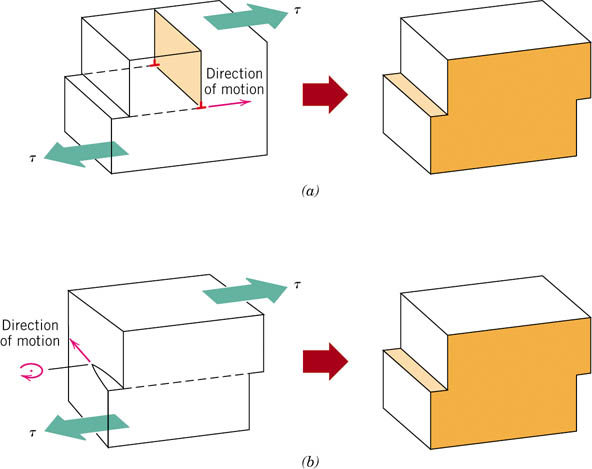 τ
Direction
of motion
τ
(a)
τ
Direction
of motion
τ
(b)